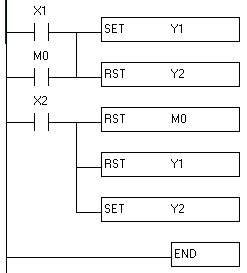 X1
SET Y1
M0
RST Y2
X2
RST M0
RST Y1
SET Y2
END